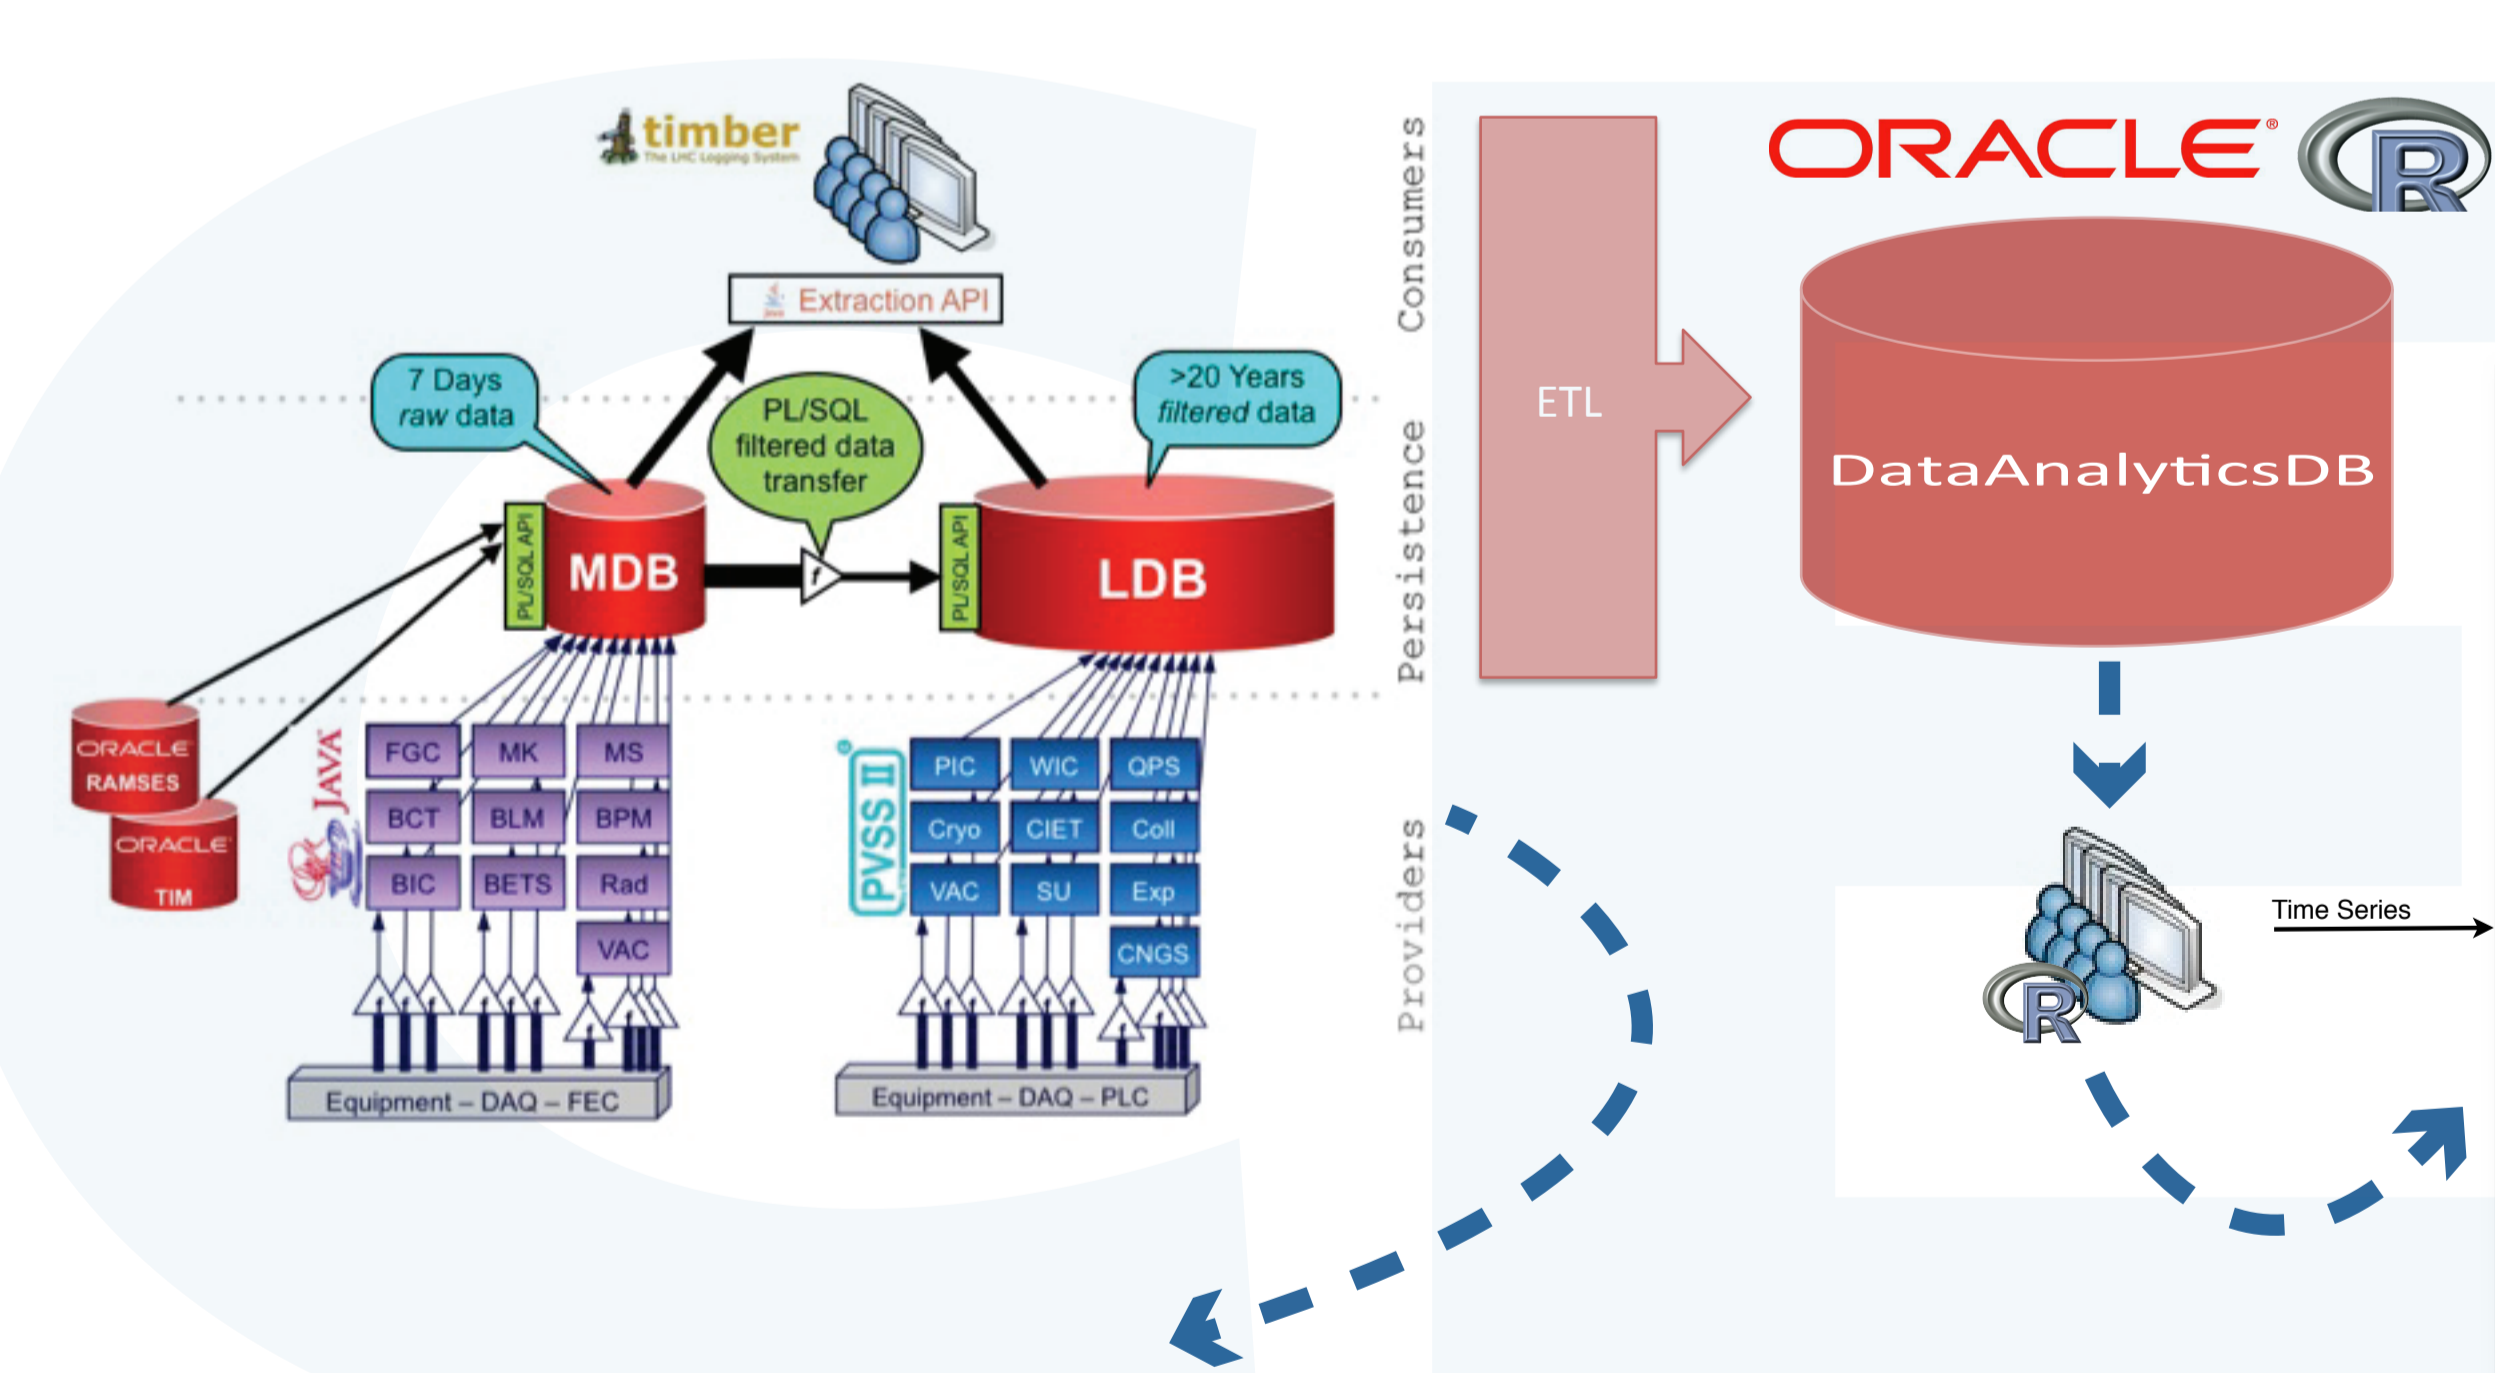 timber
The LHC Logging System
Extraction API
7 Days
raw data
PL/SQL
filtered data
transfer
>20 Years
filtered data
PL/SQL API
MDB
f
PL/SQL API
LDB
ORACLE
RAMSES
ORACLE
TIM
JAVA
FGC
MK
MS
BCT
BLM
BPM
BIC
BETS
Rad
VAC
Equipment – DAQ – FEC
PVSS II
PIC
WIC
QPS
Cryo
CIET
Coll
VAC
SU
Exp
CNGS
Equipment – DAQ – PLC
Consumers
Persistence
Providers
ETL
ORACLE®
R
DataAnalyticsDB
R
Time Series